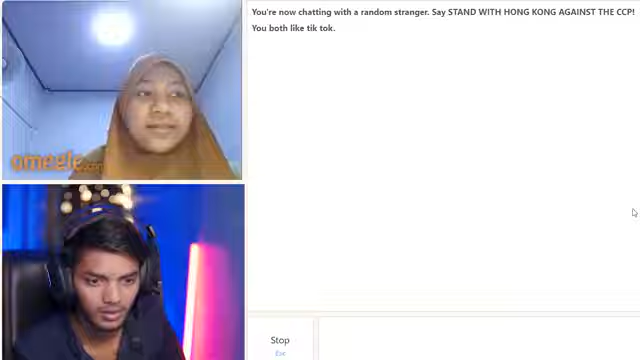 You're now chatting with a random stranger. Say STAND WITH HONG KONG AGAINST THE CCP!
You both like tik tok.
omegle.com
Stop
Esc